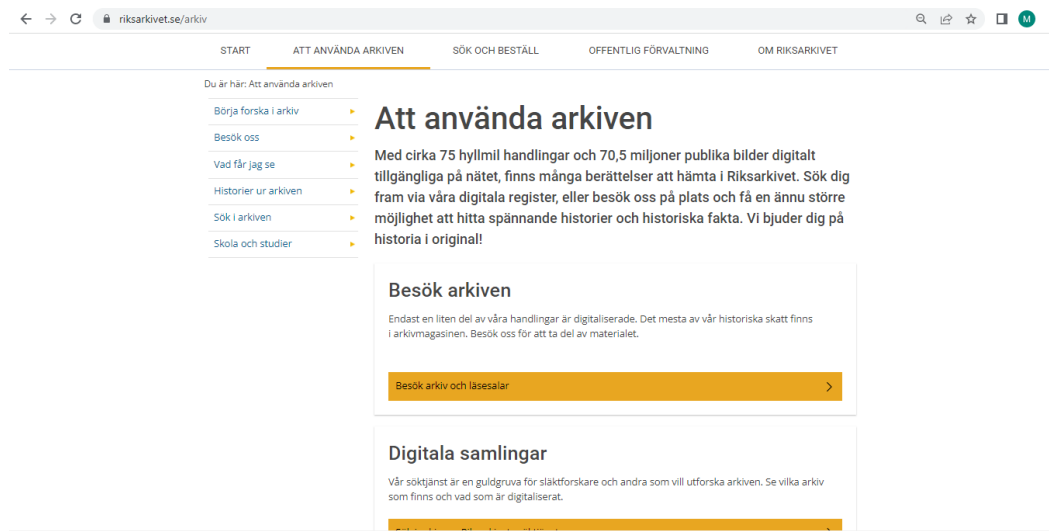 riksarkivet.se/arkiv
M
START ATT ANVÄNDA ARKIVEN SÖK OCH BESTÄLL OFFENTLIG FÖRVALTNING OM RIKSARKIVET
Du är här: Att använda arkiven
Börja forska i arkiv
Besök oss
Vad får jag se
Historier ur arkiven
Sök i arkiven
Skola och studier
Att använda arkiven
Med cirka 75 hyllmil handlingar och 70,5 miljoner publika bilder digitalt
tillgängliga på nätet, finns många berättelser att hämta i Riksarkivet. Sök dig
fram via våra digitala register, eller besök oss på plats och få en ännu större
möjlighet att hitta spännande historier och historiska fakta. Vi bjuder dig på
historia i original!
Besök arkiven
Endast en liten del av våra handlingar är digitaliserade. Det mesta av vår historiska skatt finns
i arkivmagasinen. Besök oss för att ta del av materialet.
Besök arkiv och läsesalar
Digitala samlingar
Vår söktjänst är en guldgruva för släktforskare och andra som vill utforska arkiven. Se vilka arkiv
som finns och vad som är digitaliserat.